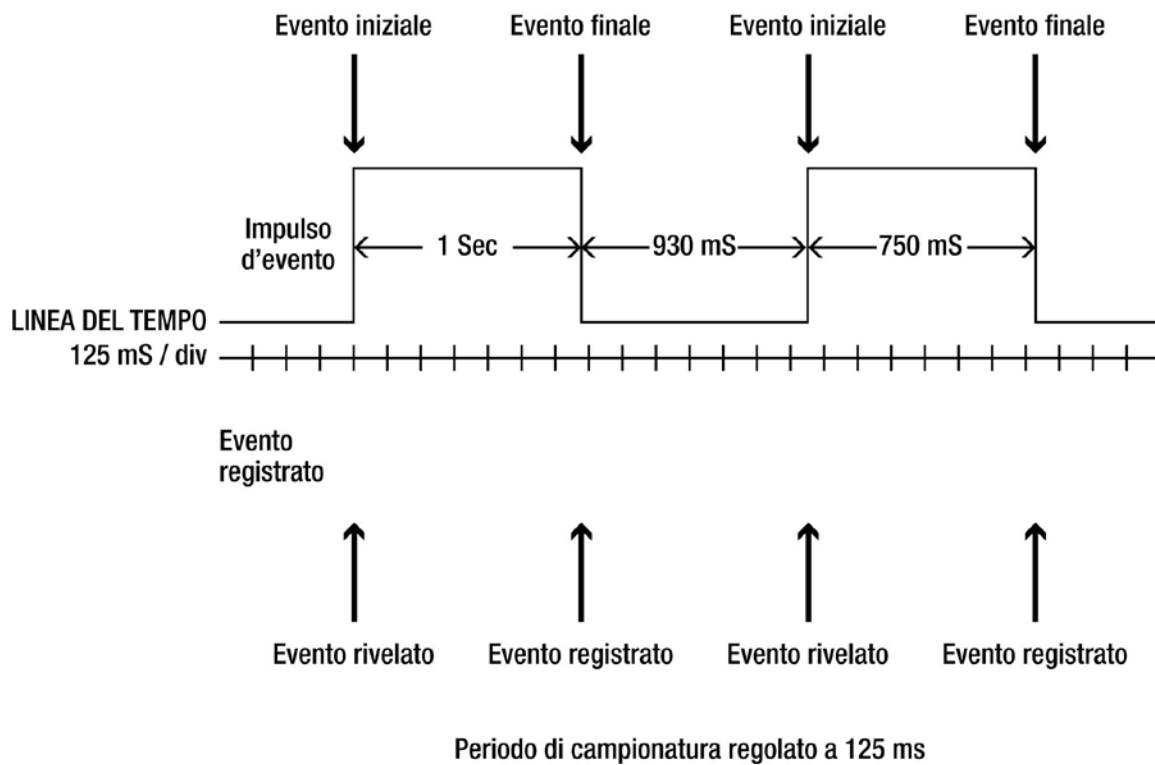 Evento iniziale Evento finale Evento iniziale Evento finale
Impulso
d'evento
1 Sec 930 mS 750 mS
LINEA DEL TEMPO
125 mS / div
Evento
registrato
Evento rivelato Evento registrato Evento rivelato Evento registrato
Periodo di campionatura regolato a 125 ms